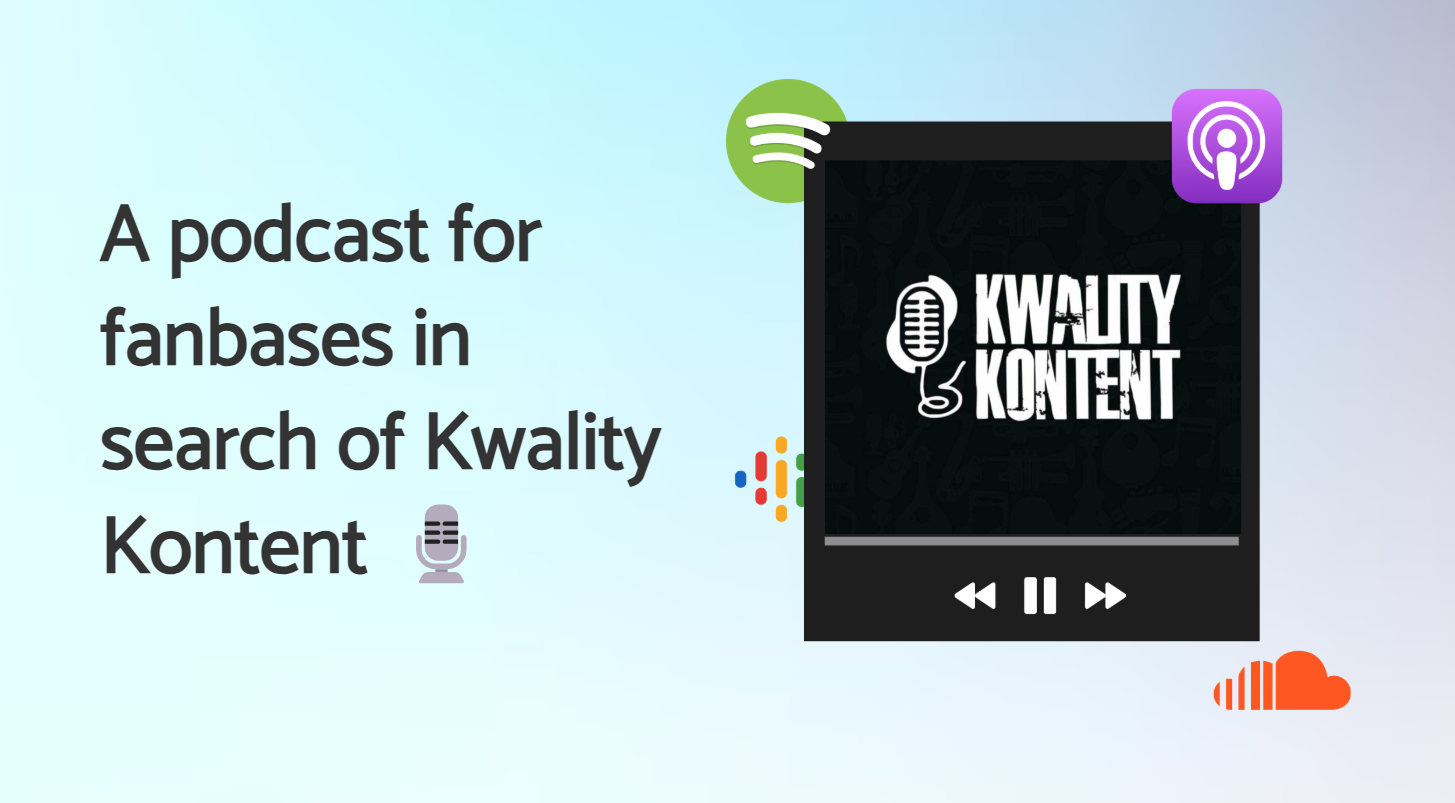 A podcast for
fanbases in
search of Kwality
Kontent
KWALITY
KONTENT